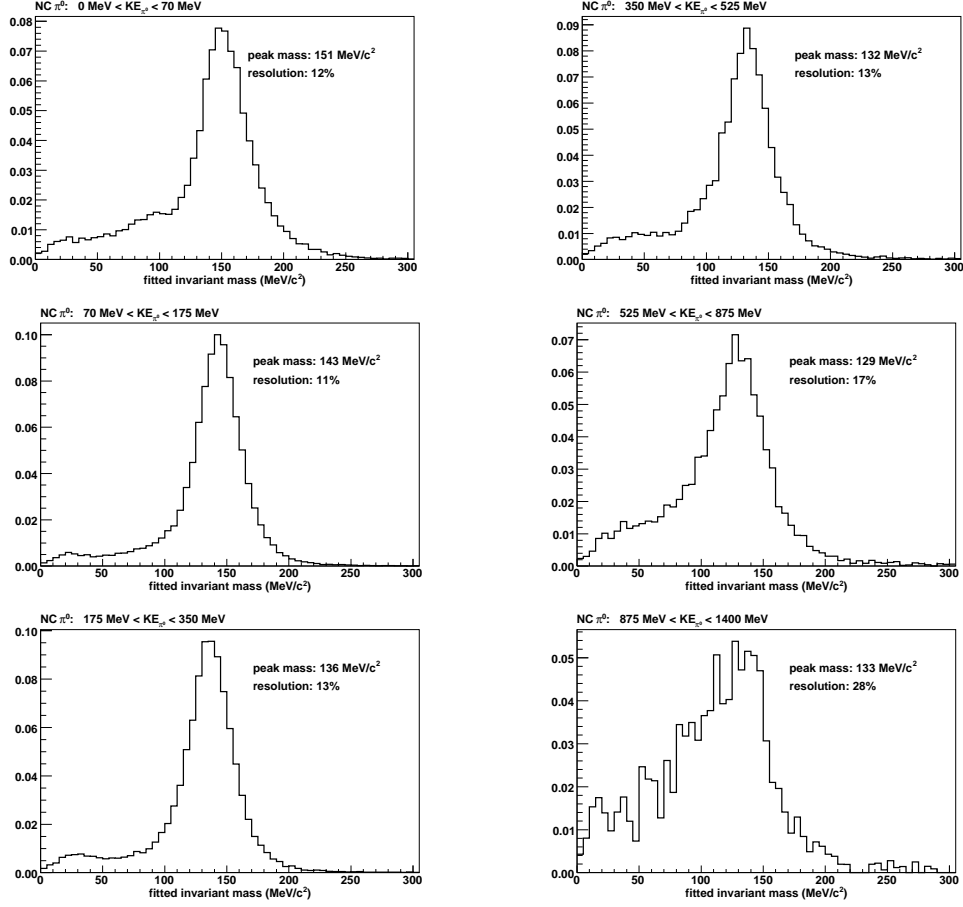 NC π⁰: 0 MeV < KE_π⁰ < 70 MeV
peak mass: 151 MeV/c²
resolution: 12%
0.08
0.07
0.06
0.05
0.04
0.03
0.02
0.01
0.00
0 50 100 150 200 250 300
fitted invariant mass (MeV/c²)
NC π⁰: 350 MeV < KE_π⁰ < 525 MeV
peak mass: 132 MeV/c²
resolution: 13%
0.09
0.08
0.07
0.06
0.05
0.04
0.03
0.02
0.01
0.00
0 50 100 150 200 250 300
fitted invariant mass (MeV/c²)
NC π⁰: 70 MeV < KE_π⁰ < 175 MeV
peak mass: 143 MeV/c²
resolution: 11%
0.10
0.08
0.06
0.04
0.02
0.00
0 50 100 150 200 250 300
fitted invariant mass (MeV/c²)
NC π⁰: 525 MeV < KE_π⁰ < 875 MeV
peak mass: 129 MeV/c²
resolution: 17%
0.07
0.06
0.05
0.04
0.03
0.02
0.01
0.00
0 50 100 150 200 250 300
fitted invariant mass (MeV/c²)
NC π⁰: 175 MeV < KE_π⁰ < 350 MeV
peak mass: 136 MeV/c²
resolution: 13%
0.10
0.08
0.06
0.04
0.02
0.00
0 50 100 150 200 250 300
fitted invariant mass (MeV/c²)
NC π⁰: 875 MeV < KE_π⁰ < 1400 MeV
peak mass: 133 MeV/c²
resolution: 28%
0.05
0.04
0.03
0.02
0.01
0.00
0 50 100 150 200 250 300
fitted invariant mass (MeV/c²)